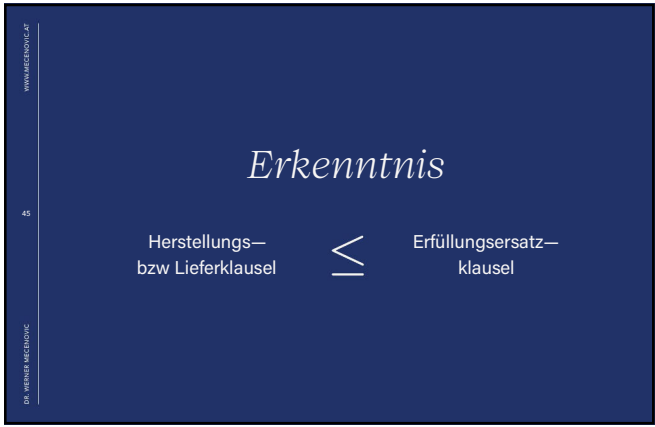 WWW.MECENOVIC.AT
Erkenntnis
Herstellungs—
bzw Lieferklausel
≤
Erfüllungsersatz—
klausel
45
DR. WERNER MECENOVIC